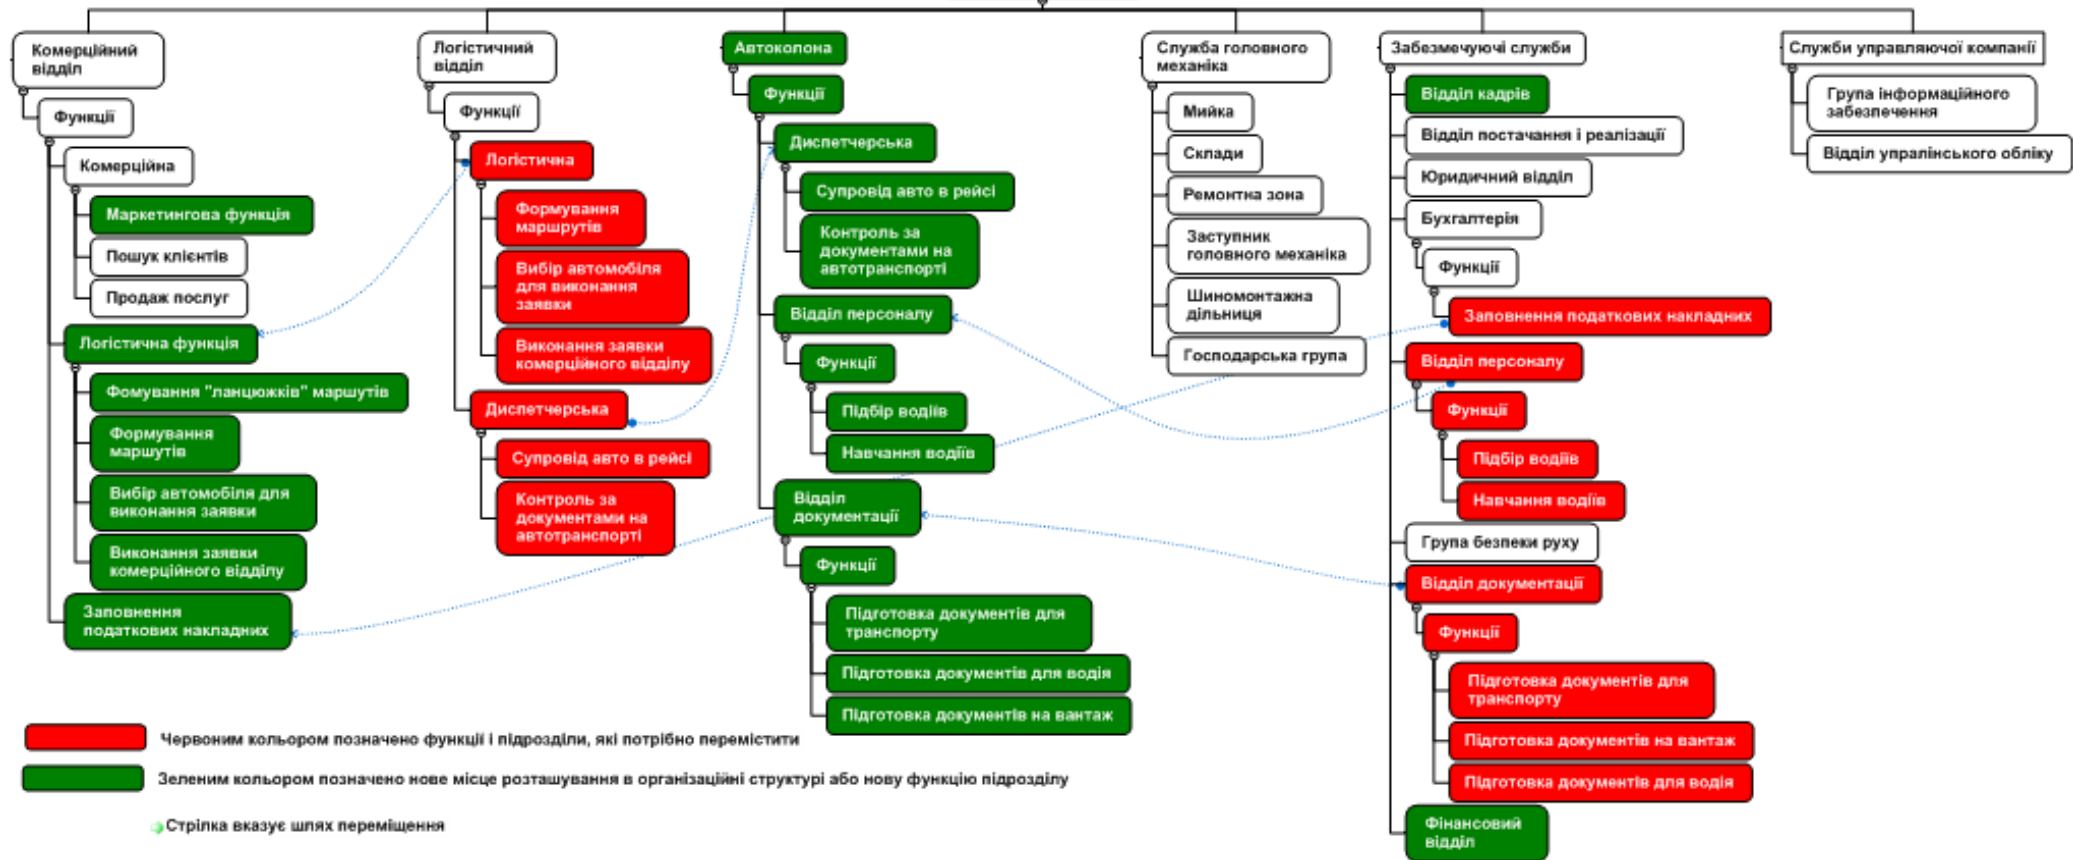 Комерційний
відділ
Функції
Комерційна
Маркетингова функція
Пошук клієнтів
Продаж послуг
Логістична функція
Фомування "ланцюжків" маршутів
Формування
маршутів
Вибір автомобіля для
виконання заявки
Виконання заявки
комерційного відділу
Заповнення
податкових накладних
Логістичний
відділ
Функції
Логістична
Формування
маршрутів
Вибір автомобіля
для виконання
заявки
Виконання заявки
комерційного відділу
Диспетчерська
Супровід авто в рейсі
Контроль за
документами на
автотранспорті
Автоколона
Функції
Диспетчерська
Супровід авто в рейсі
Контроль за
документами на
автотранспорті
Відділ персоналу
Функції
Підбір водіїв
Навчання водіїв
Відділ
документації
Функції
Підготовка документів для
транспорту
Підготовка документів для водія
Підготовка документів на вантаж
Служба головного
механіка
Мийка
Склади
Ремонтна зона
Заступник
головного механіка
Шиномонтажна
дільниця
Господарська група
Забезмечуючі служби
Відділ кадрів
Відділ постачання і реалізації
Юридичний відділ
Бухгалтерія
Функції
Заповнення податкових накладних
Відділ персоналу
Функції
Підбір водіїв
Навчання водіїв
Група безпеки руху
Відділ документації
Функції
Підготовка документів для
транспорту
Підготовка документів на вантаж
Підготовка документів для водія
Фінансовий
відділ
Служби управляючої компанії
Група інформаційного
забезпечення
Відділ упралінського обліку
Червоним кольором позначено функції і підрозділи, які потрібно перемістити
Зеленим кольором позначено нове місце розташування в організаційні структурі або нову функцію підрозділу
Стрілка вказує шлях переміщення